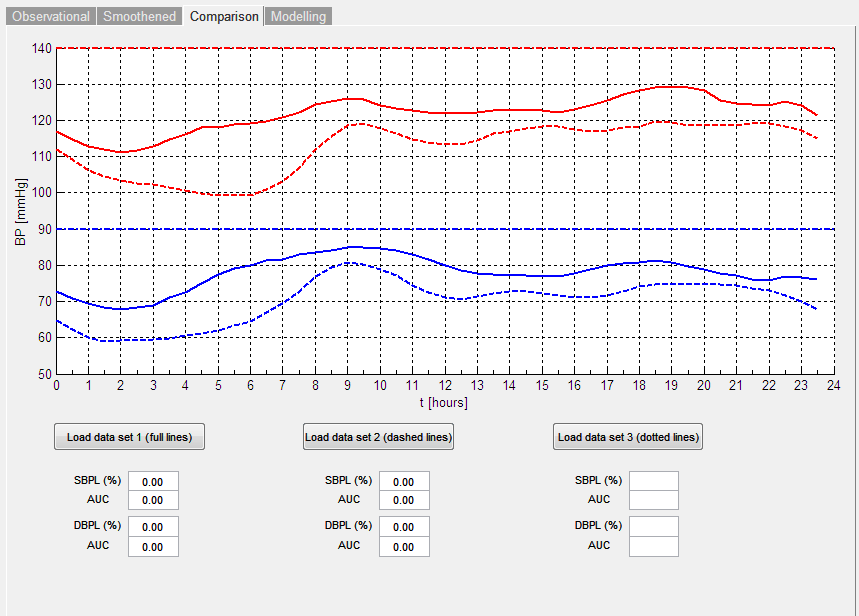 Observational Smoothened Comparison Modelling
140
130
120
110
100
90
80
70
60
50
BP [mmHg]
0 1 2 3 4 5 6 7 8 9 10 11 12 13 14 15 16 17 18 19 20 21 22 23 24
t [hours]
Load data set 1 (full lines) Load data set 2 (dashed lines) Load data set 3 (dotted lines)
SBPL (%) 0.00 SBPL (%) 0.00 SBPL (%)
AUC 0.00 AUC 0.00 AUC
DBPL (%) 0.00 DBPL (%) 0.00 DBPL (%)
AUC 0.00 AUC 0.00 AUC